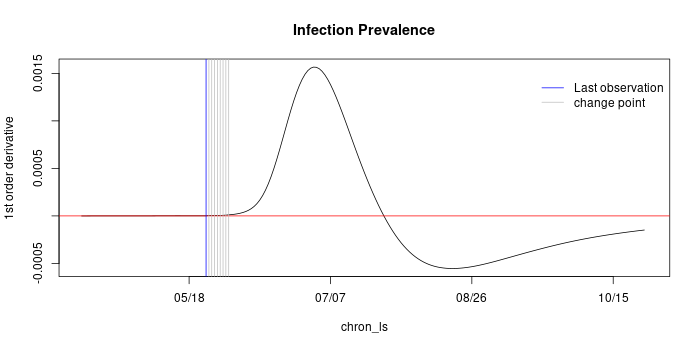 Infection Prevalence
0.0015
0.0005
-0.0005
1st order derivative
Last observation
change point
05/18
07/07
08/26
10/15
chron_ls